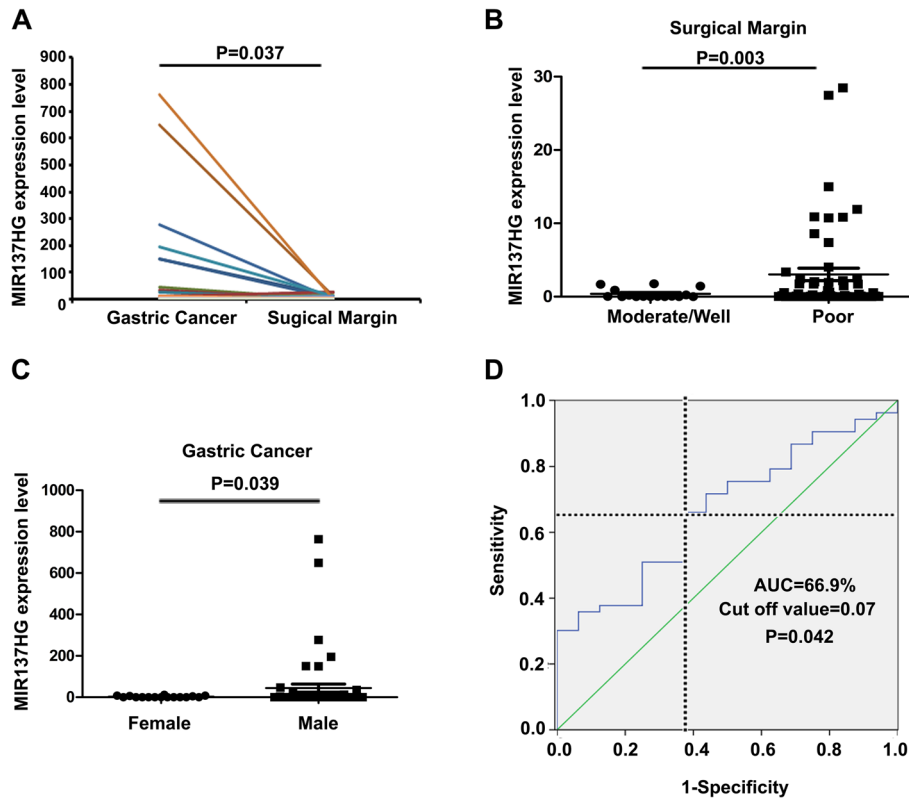 A
P=0.037
MIR137HG expression level
900
800
700
600
500
400
300
200
100
0
Gastric Cancer
Sugical Margin
B
Surgical Margin
P=0.003
MIR137HG expression level
30
20
10
0
Moderate/Well
Poor
C
Gastric Cancer
P=0.039
MIR137HG expression level
1000
800
600
400
200
0
Female
Male
D
Sensitivity
1.0
0.8
0.6
0.4
0.2
0.0
AUC=66.9%
Cut off value=0.07
P=0.042
0.0 0.2 0.4 0.6 0.8 1.0
1-Specificity